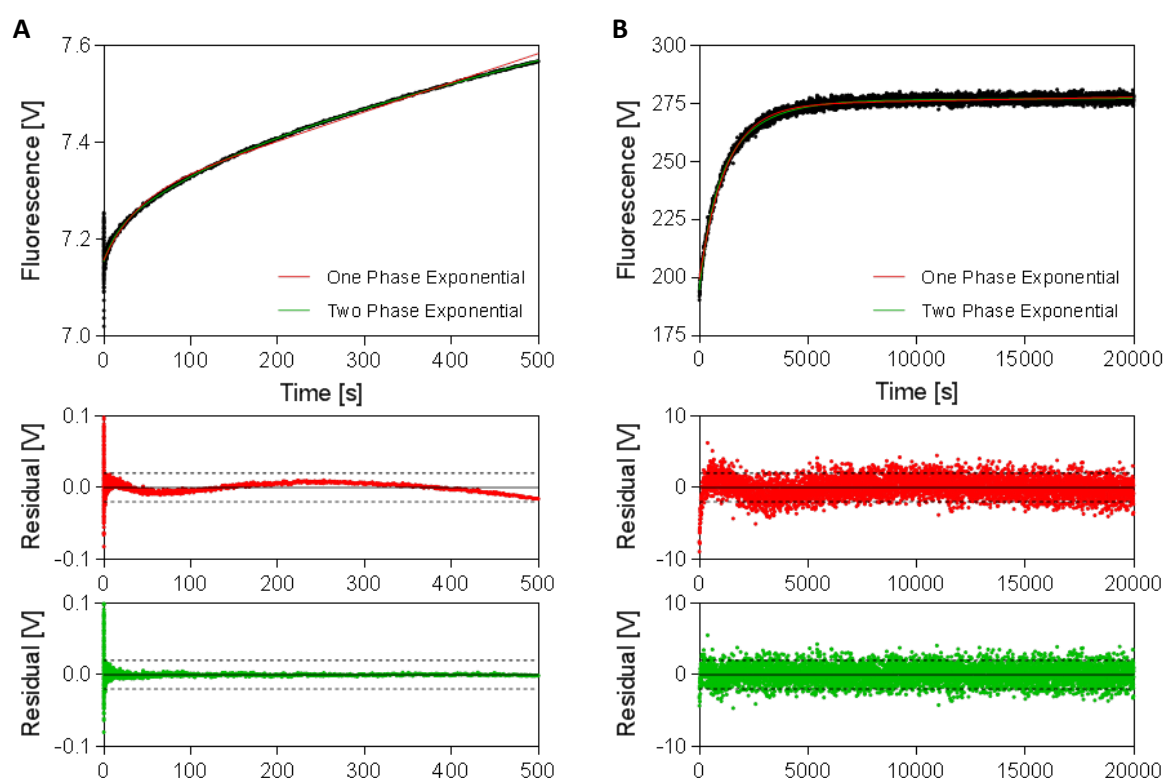 A
Fluorescence [V]
7.6
7.4
7.2
7.0
One Phase Exponential
Two Phase Exponential
0 100 200 300 400 500
Time [s]
Residual [V]
0.1
0.0
-0.1
0 100 200 300 400 500
Residual [V]
0.1
0.0
-0.1
0 100 200 300 400 500
B
Fluorescence [V]
300
275
250
225
200
175
One Phase Exponential
Two Phase Exponential
0 5000 10000 15000 20000
Time [s]
Residual [V]
10
0
-10
0 5000 10000 15000 20000
Residual [V]
10
0
-10
0 5000 10000 15000 20000